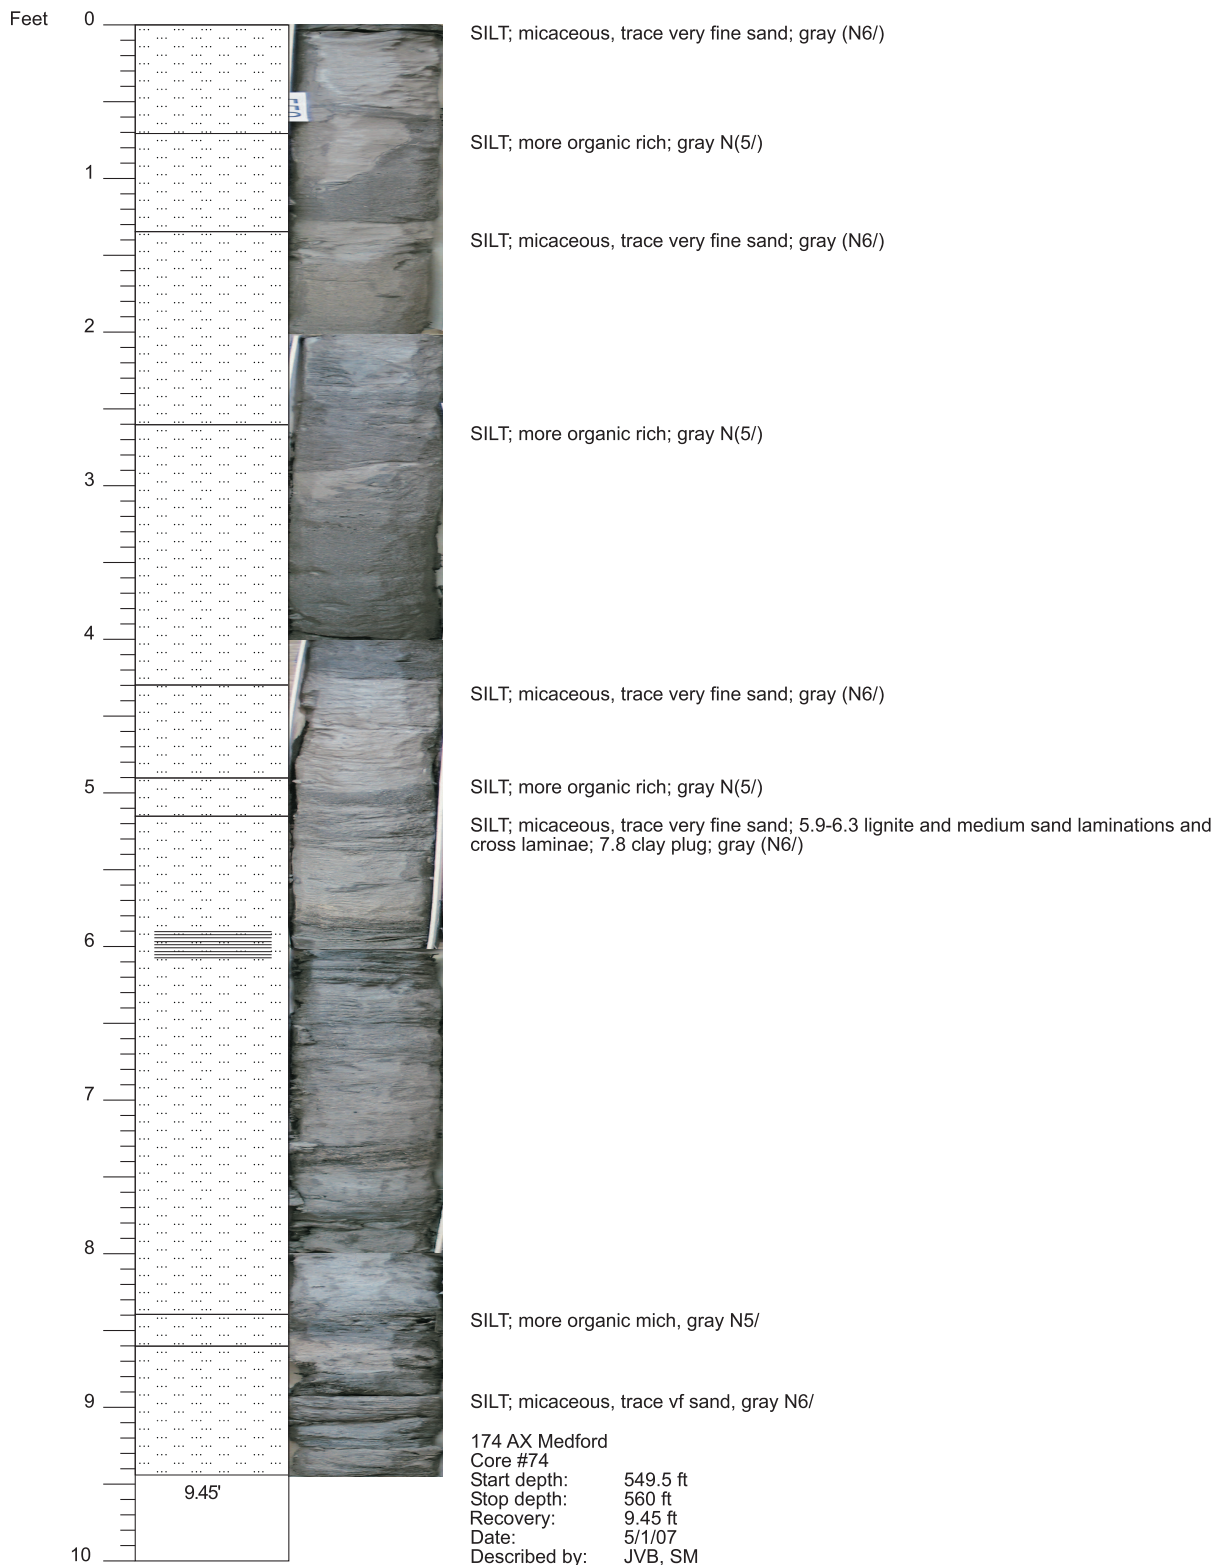 Feet
0
SILT; micaceous, trace very fine sand; gray (N6/)
SILT; more organic rich; gray N(5/)
1
SILT; micaceous, trace very fine sand; gray (N6/)
2
SILT; more organic rich; gray N(5/)
3
4
SILT; micaceous, trace very fine sand; gray (N6/)
5
SILT; more organic rich; gray N(5/)
SILT; micaceous, trace very fine sand; 5.9-6.3 lignite and medium sand laminations and
cross laminae; 7.8 clay plug; gray (N6/)
6
7
8
SILT; more organic mich, gray N5/
9
SILT; micaceous, trace vf sand, gray N6/
174 AX Medford
Core #74
Start depth: 549.5 ft
9.45'
Stop depth: 560 ft
Recovery: 9.45 ft
Date: 5/1/07
10
Described by: JVB, SM